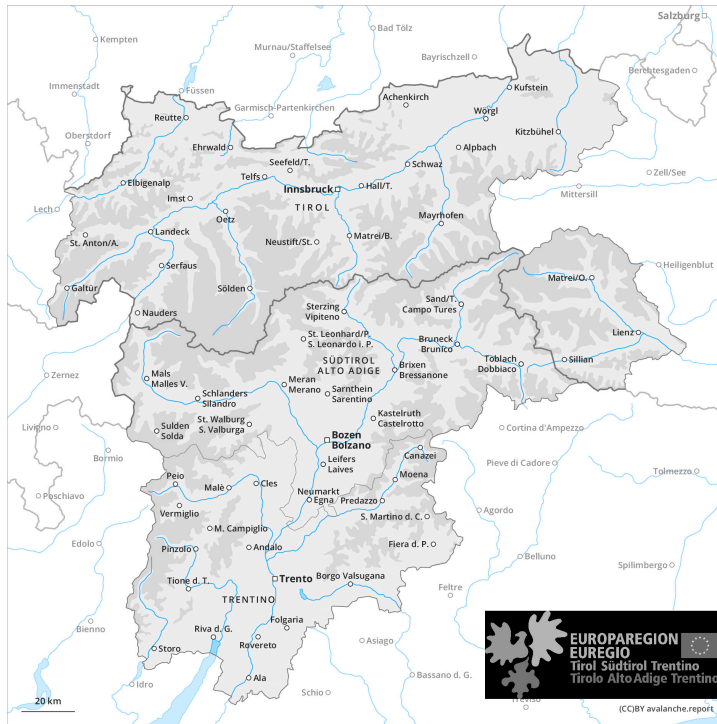 Salzburg
Kempten
Bad Tölz
Murnau/Staffelsee
Bayrischzell
Berchtesgaden
Immenstadt
Füssen
Garmisch-Partenkirchen
Achenkirch
Kufstein
Reutte
Wörgl
Oberstdorf
Kitzbühel
Ehrwald
Alpbach
Seefeld/T.
Schwaz
Telfs
Zell/See
Elbigenalp
Innsbruck
Hall/T.
Mittersill
Imst
TIROL
Lech
Oetz
Mayrhofen
Landeck
Matrei/B.
St. Anton/A.
Neustift/St.
Serfaus
Heiligenblut
Galtür
Sölden
Matrei/O.
Nauders
Sterzing
Vipiteno
Sand/T.
Campo Tures
Lienz
St. Leonhard/P.
S. Leonardo i. P.
Bruneck
Brunico
SÜDTIROL
ALTO ADIGE
Toblach
Dobbiaco
Sillian
Brixen
Bressanone
Zernez
Mals
Malles V.
Meran
Merano
Schlanders
Silandro
Sarnthein
Sarentino
St. Walburg
S. Valburga
Kastelruth
Castelrotto
Livigno
Sulden
Solda
Cortina d'Ampezzo
Bozen
Bolzano
Bormio
Canazei
Pieve di Cadore
Leifers
Laives
Tolmezzo
Peio
Moena
Malè
Cles
Poschiavo
Neumarkt
Egna
Predazzo
Vermiglio
Agordo
S. Martino d. C.
M. Campiglio
Edolo
Pinzolo
Andalo
Fiera d. P.
Belluno
Spilimbergo
Trento
Tione d. T.
Borgo Valsugana
Feltre
TRENTINO
Bienno
Folgaria
Riva d. G.
Rovereto
Asiago
Storo
Ala
Bassano d. G.
Idro
Schio
Treviso
EUROPAREGION
EUREGIO
Tirol Südtirol Trentino
Tirolo Alto Adige Trentino
20 km
(CC)BY avalanche.report